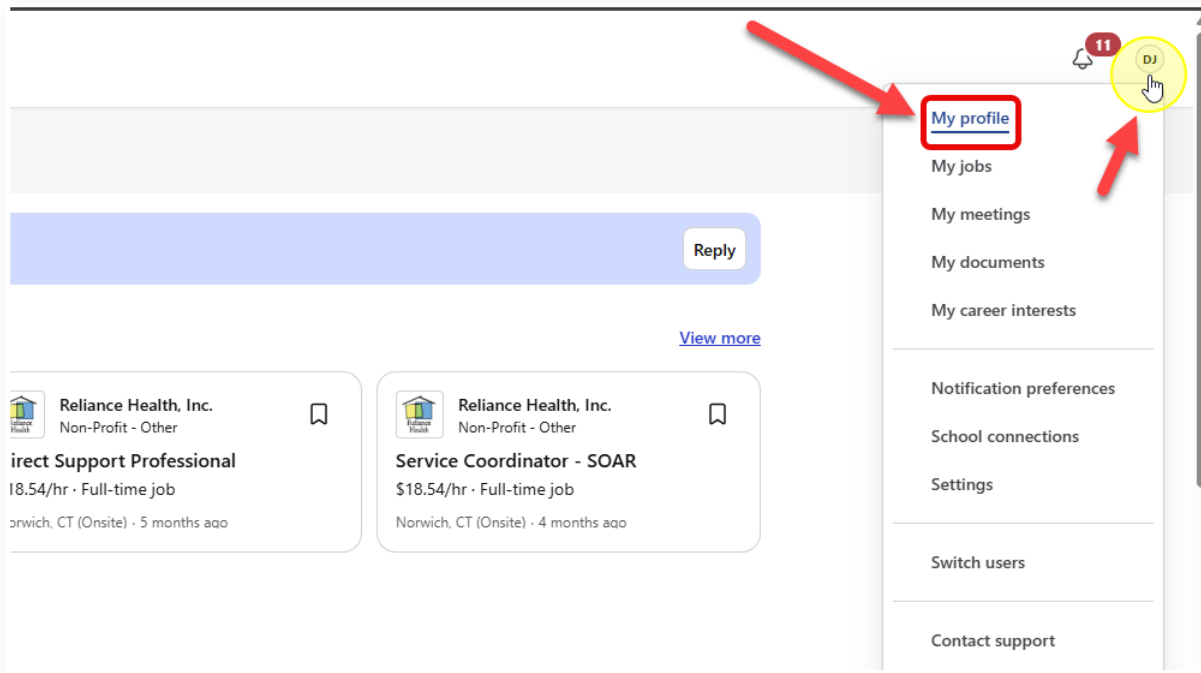 11
DJ
My profile
My jobs
My meetings
My documents
My career interests
Notification preferences
School connections
Settings
Switch users
Contact support
Reply
View more
Reliance Health, Inc.
Non-Profit - Other
irect Support Professional
18.54/hr · Full-time job
orwich, CT (Onsite) · 5 months ago
Reliance
Health
Reliance Health, Inc.
Non-Profit - Other
Service Coordinator - SOAR
$18.54/hr · Full-time job
Norwich, CT (Onsite) · 4 months ago